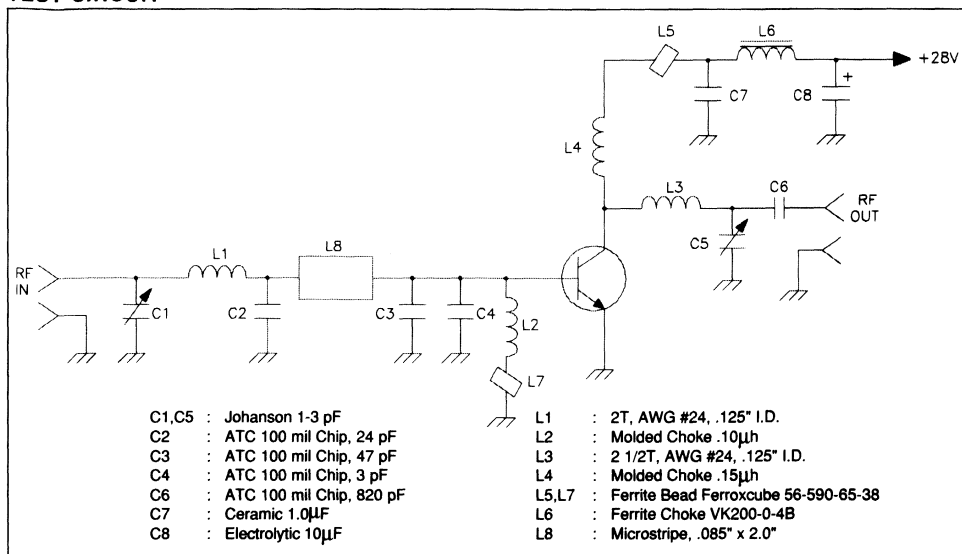 L5
L6
+28V
+
C7
C8
L4
L3
C6
RF
OUT
C5
RF
IN
L1
L8
C1
C2
C3
C4
L2
L7
C1,C5 : Johanson 1-3 pF
C2 : ATC 100 mil Chip, 24 pF
C3 : ATC 100 mil Chip, 47 pF
C4 : ATC 100 mil Chip, 3 pF
C6 : ATC 100 mil Chip, 820 pF
C7 : Ceramic 1.0µF
C8 : Electrolytic 10µF
L1 : 2T, AWG #24, .125" I.D.
L2 : Molded Choke .10µh
L3 : 2 1/2T, AWG #24, .125" I.D.
L4 : Molded Choke .15µh
L5,L7 : Ferrite Bead Ferroxcube 56-590-65-38
L6 : Ferrite Choke VK200-0-4B
L8 : Microstripe, .085" x 2.0"